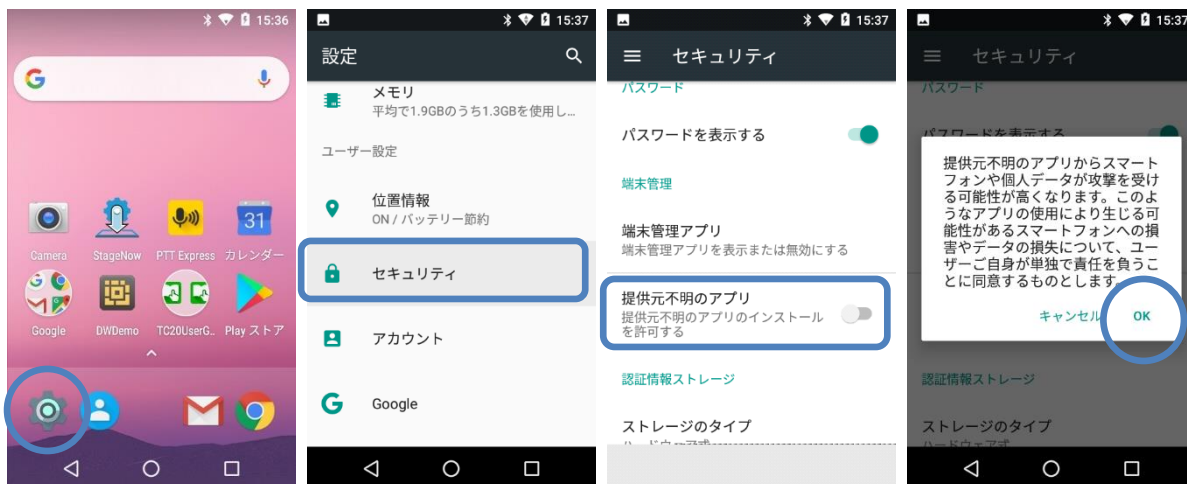 15:36
31
Camera
StageNow
PTT Express
カレンダー
Google
DWDemo
TC20UserG..
Play ストア
15:37
設定
メモリ
平均で1.9GBのうち1.3GBを使用し...
ユーザー設定
位置情報
ON / バッテリー節約
セキュリティ
アカウント
Google
15:37
セキュリティ
パスワード
パスワードを表示する
端末管理
端末管理アプリ
端末管理アプリを表示または無効にする
提供元不明のアプリ
提供元不明のアプリのインストール
を許可する
認証情報ストレージ
ストレージのタイプ
ハードウェア式
15:37
セキュリティ
パスワード
パスワードを表示する
提供元不明のアプリからスマート
フォンや個人データが攻撃を受け
る可能性が高くなります。このよ
うなアプリの使用により生じる可
能性があるスマートフォンへの損
害やデータの損失について、ユー
ザーご自身が単独で責任を負うこ
とに同意するものとします。
キャンセル
OK
認証情報ストレージ
ストレージのタイプ
ハードウェア式